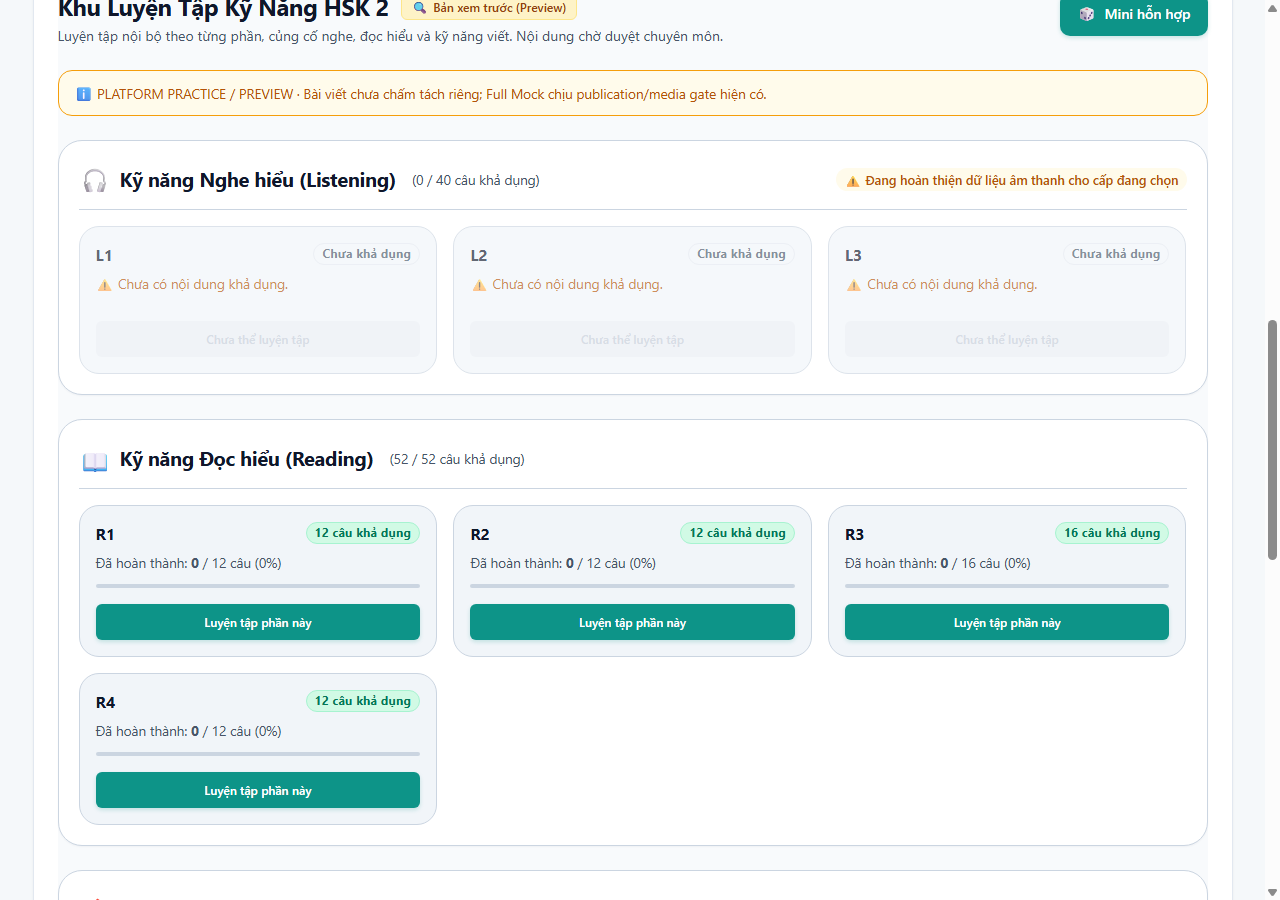 Khu Luyện Tập Kỹ Năng HSK 2
Bản xem trước (Preview)
Mini hỗn hợp
Luyện tập nội bộ theo từng phần, củng cố nghe, đọc hiểu và kỹ năng viết. Nội dung chờ duyệt chuyên môn.
PLATFORM PRACTICE / PREVIEW · Bài viết chưa chấm tách riêng; Full Mock chịu publication/media gate hiện có.
Kỹ năng Nghe hiểu (Listening) (0 / 40 câu khả dụng)
Đang hoàn thiện dữ liệu âm thanh cho cấp đang chọn
L1 Chưa khả dụng
Chưa có nội dung khả dụng.
Chưa thể luyện tập
L2 Chưa khả dụng
Chưa có nội dung khả dụng.
Chưa thể luyện tập
L3 Chưa khả dụng
Chưa có nội dung khả dụng.
Chưa thể luyện tập
Kỹ năng Đọc hiểu (Reading) (52 / 52 câu khả dụng)
R1 12 câu khả dụng
Đã hoàn thành: 0 / 12 câu (0%)
Luyện tập phần này
R2 12 câu khả dụng
Đã hoàn thành: 0 / 12 câu (0%)
Luyện tập phần này
R3 16 câu khả dụng
Đã hoàn thành: 0 / 16 câu (0%)
Luyện tập phần này
R4 12 câu khả dụng
Đã hoàn thành: 0 / 12 câu (0%)
Luyện tập phần này